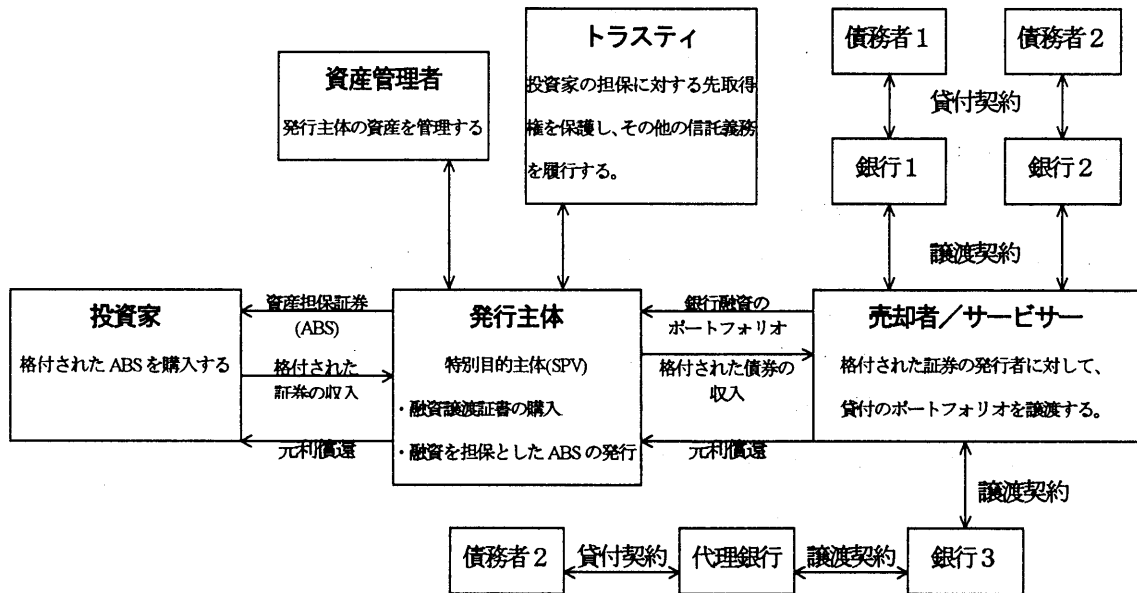 資産管理者
発行主体の資産を管理する
トラスティ
投資家の担保に対する先取得
権を保護し、その他の信託義務
を履行する。
債務者1
債務者2
貸付契約
銀行1
銀行2
譲渡契約
投資家
格付された ABS を購入する
資産担保証券
(ABS)
格付された
証券の収入
元利償還
発行主体
特別目的主体(SPV)
・融資譲渡証書の購入
・融資を担保とした ABS の発行
銀行融資の
ポートフォリオ
格付された債券の
収入
元利償還
売却者／サービサー
格付された証券の発行者に対して、
貸付のポートフォリオを譲渡する。
譲渡契約
債務者2
貸付契約
代理銀行
譲渡契約
銀行3